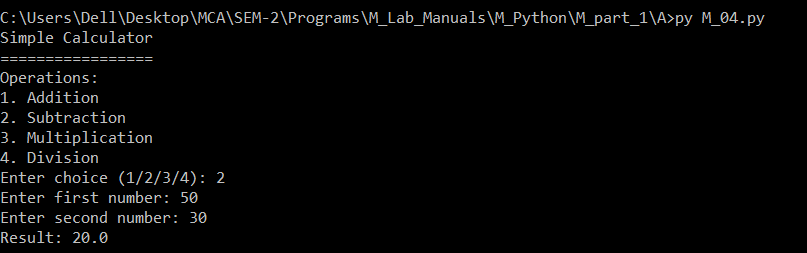 C:\Users\Dell\Desktop\MCA\SEM-2\Programs\M_Lab_Manuals\M_Python\M_part_1\A>py M_04.py
Simple Calculator
=================
Operations:
1. Addition
2. Subtraction
3. Multiplication
4. Division
Enter choice (1/2/3/4): 2
Enter first number: 50
Enter second number: 30
Result: 20.0